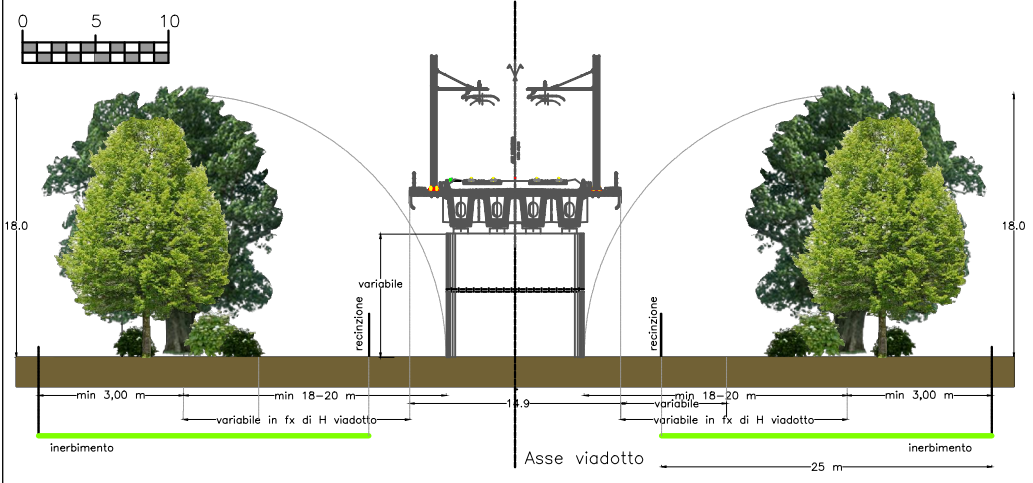 0 5 10
18.0
18.0
variabile
recinzione
recinzione
min 3,00 m
min 18-20 m
min 18-20 m
min 3,00 m
14.9
variabile
variabile in fx di H viadotto
variabile in fx di H viadotto
inerbimento
inerbimento
Asse viadotto
25 m